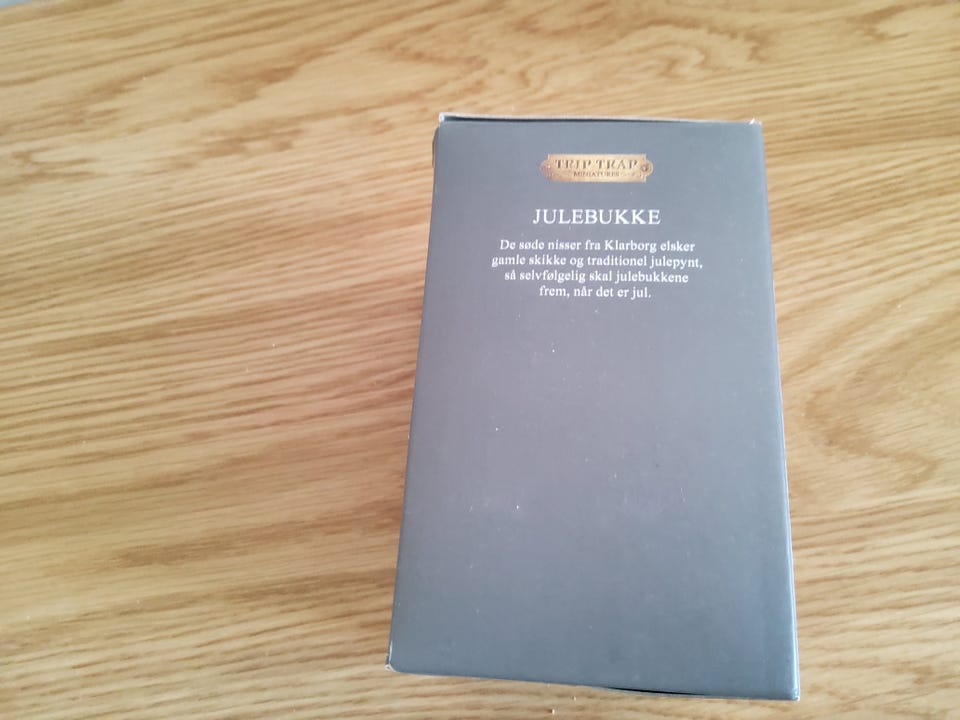 TRIP TRAP
MINIATURES
JULEBUKKE
De søde nisser fra Klarborg elsker
gamle skikke og traditionel julepynt,
så selvfølgelig skal julebukkene
frem, når det er jul.